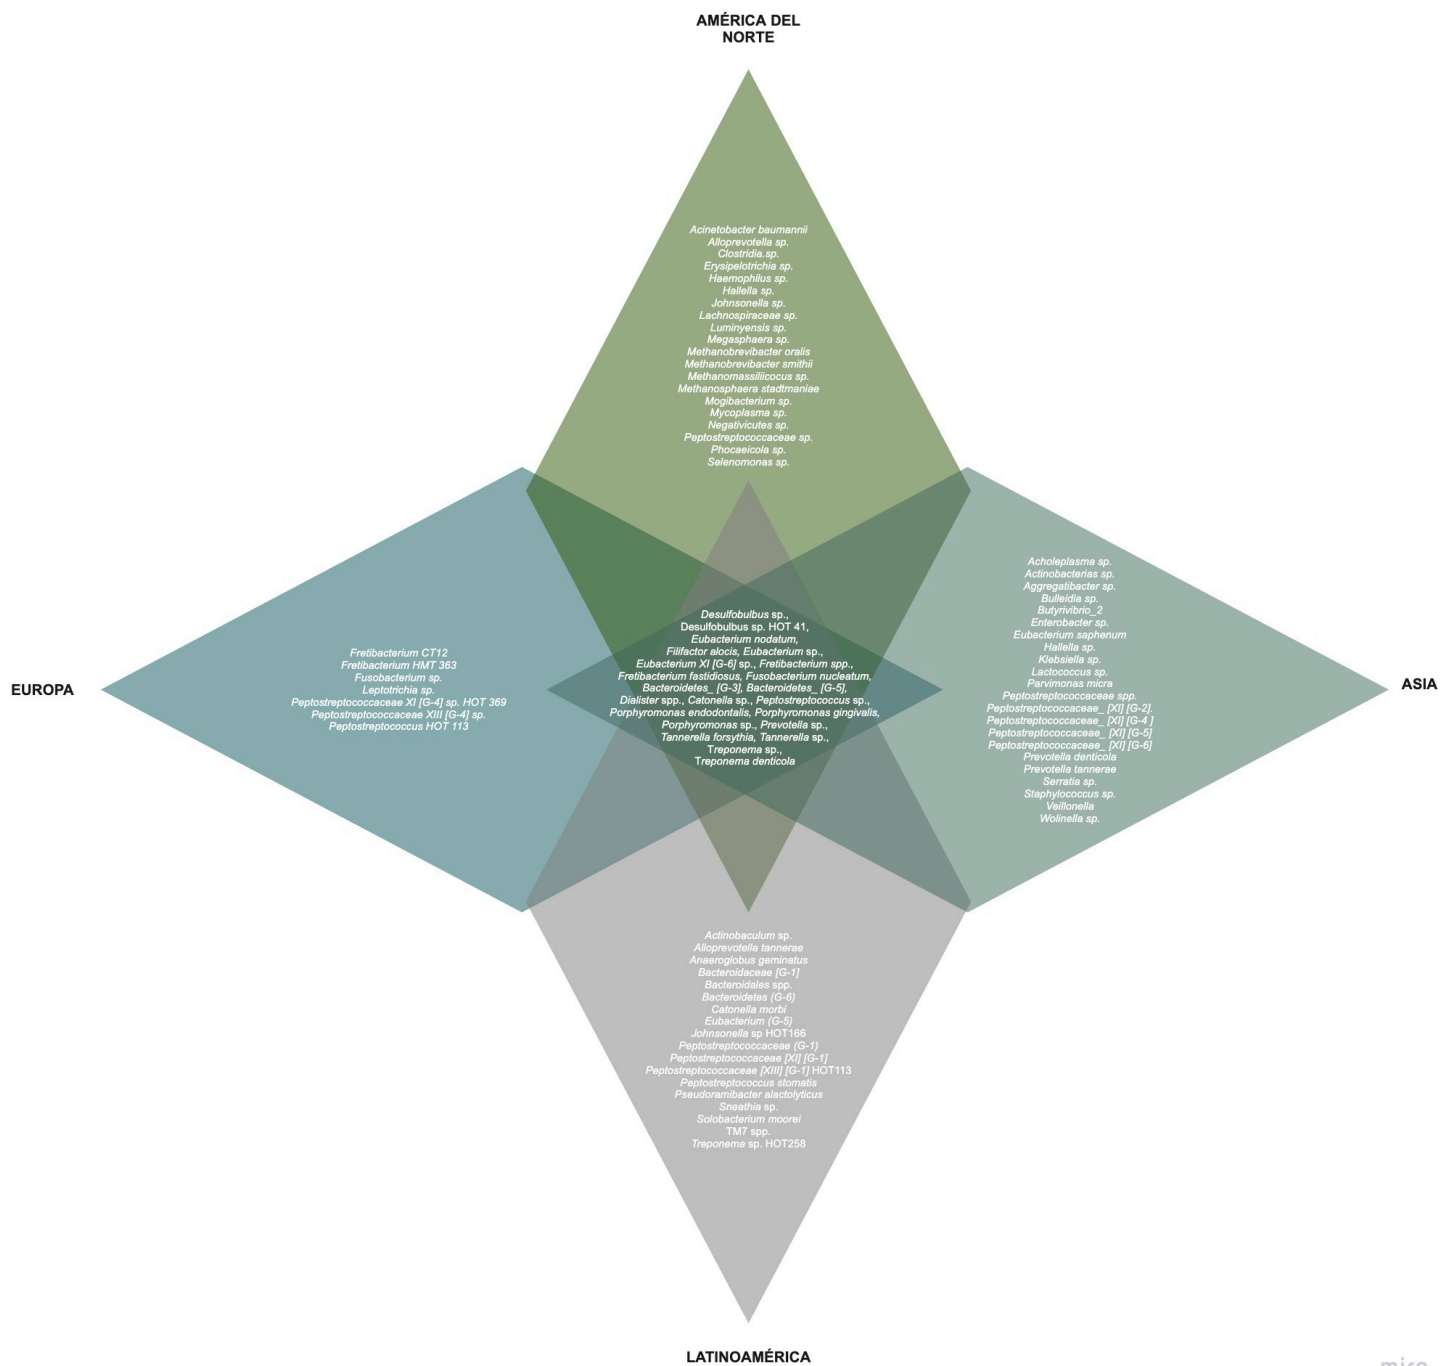 AMÉRICA DEL
NORTE
Acinetobacter baumannii
Alloprevotella sp.
Clostridia.sp.
Erysipelotrichia sp.
Haemophilus sp.
Hallella sp.
Johnsonella sp.
Lachnospiraceae sp.
Luminyensis sp.
Megasphaera sp.
Methanobrevibacter oralis
Methanobrevibacter smithii
Methanomassiliicocus sp.
Methanosphaera stadtmaniae
Mogibacterium sp.
Mycoplasma sp.
Negativicutes sp.
Peptostreptococcaceae sp.
Phocaeicola sp.
Selenomonas sp.
EUROPA
Fretibacterium CT12
Fretibacterium HMT 363
Fusobacterium sp.
Leptotrichia sp.
Peptostreptococcaceae XI [G-4] sp. HOT 369
Peptostreptococcaceae XIII [G-4] sp.
Peptostreptococcus HOT 113
Desulfobulbus sp.,
Desulfobulbus sp. HOT 41,
Eubacterium nodatum,
Filifactor alocis, Eubacterium sp.,
Eubacterium XI [G-6] sp., Fretibacterium spp.,
Fretibacterium fastidiosus, Fusobacterium nucleatum,
Bacteroidetes_ [G-3], Bacteroidetes_ [G-5],
Dialister spp., Catonella sp., Peptostreptococcus sp.,
Porphyromonas endodontalis, Porphyromonas gingivalis,
Porphyromonas sp., Prevotella sp.,
Tannerella forsythia, Tannerella sp.,
Treponema sp.,
Treponema denticola
Acholeplasma sp.
Actinobacterias sp.
Aggregatibacter sp.
Bulleidia sp.
Butyrivibrio_2
Enterobacter sp.
Eubacterium saphenum
Hallella sp.
Klebsiella sp.
Lactococcus sp.
Parvimonas micra
Peptostreptococcaceae spp.
Peptostreptoccaceae_ [XI] [G-2].
Peptostreptoccaceae_ [XI] [G-4 ]
Peptostreptoccaceae_ [XI] [G-5]
Peptostreptoccaceae_ [XI] [G-6]
Prevotella denticola
Prevotella tannerae
Serratia sp.
Staphylococcus sp.
Veillonella
Wolinella sp.
ASIA
Actinobaculum sp.
Alloprevotella tannerae
Anaeroglobus geminatus
Bacteroidaceae [G-1]
Bacteroidales spp.
Bacteroidetes (G-6)
Catonella morbi
Eubacterium (G-5)
Johnsonella sp HOT166
Peptostreptococcaceae (G-1)
Peptostreptococcaceae [XI] [G-1]
Peptostreptococcaceae [XIII] [G-1] HOT113
Peptostreptococcus stomatis
Pseudoramibacter alactolyticus
Sneathia sp.
Solobacterium moorei
TM7 spp.
Treponema sp. HOT258
LATINOAMÉRICA
miro